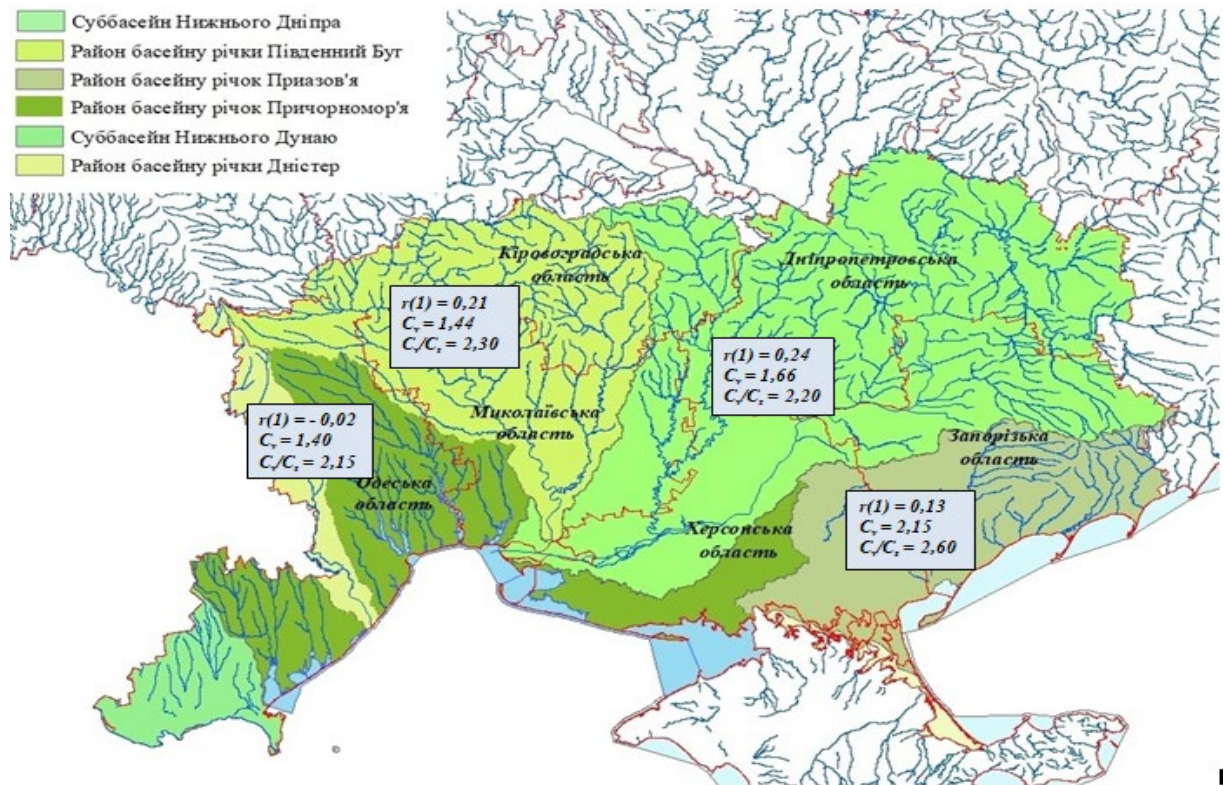 Суббасейн Нижнього Дніпра
Район басейну річки Південний Буг
Район басейну річок Приазов'я
Район басейну річок Причорномор'я
Суббасейн Нижнього Дунаю
Район басейну річки Дністер
Кіровоградська
область
Дніпропетровська
область
r(1) = 0,21
Cᵥ = 1,44
Cᵥ/Cₛ = 2,30
r(1) = 0,24
Cᵥ = 1,66
Cᵥ/Cₛ = 2,20
Миколаївська
область
r(1) = - 0,02
Cᵥ = 1,40
Cᵥ/Cₛ = 2,15
Запорізька
область
Одеська
область
r(1) = 0,13
Cᵥ = 2,15
Cᵥ/Cₛ = 2,60
Херсонська
область